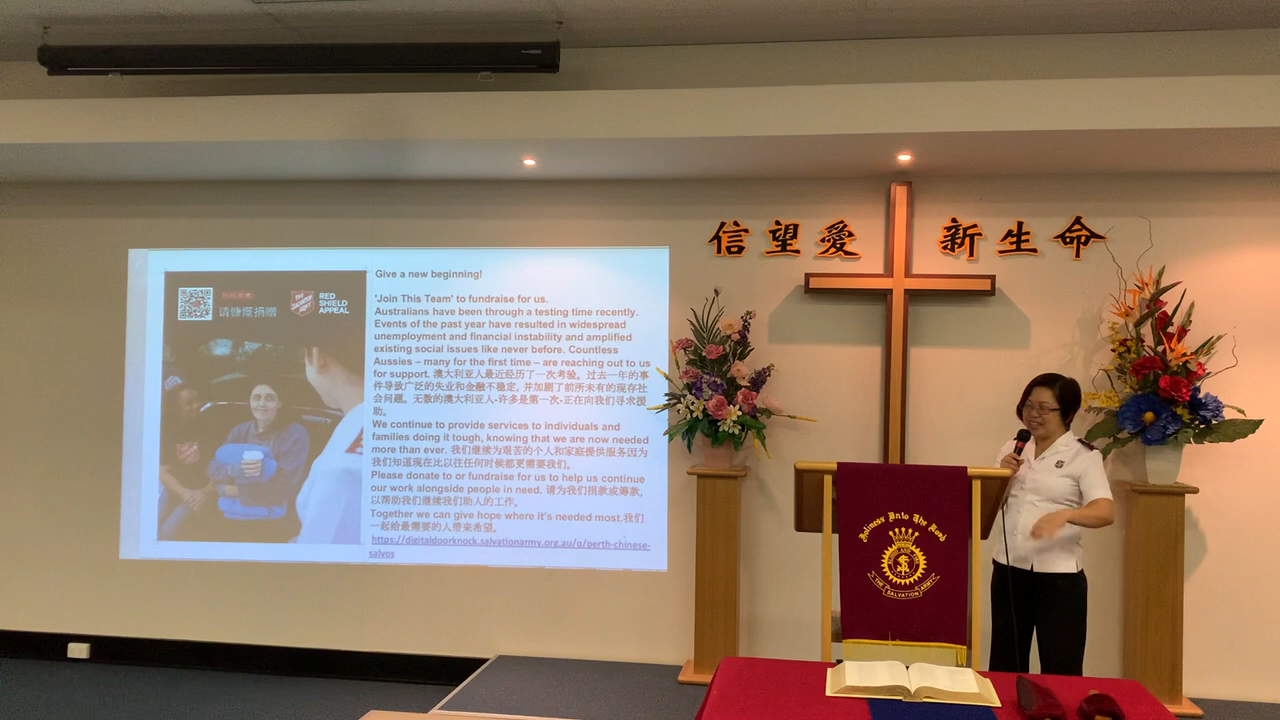 信望愛 新生命
请慷慨捐赠
The Salvation Army
RED
SHIELD
APPEAL
Give a new beginning!
'Join This Team' to fundraise for us.
Australians have been through a testing time recently.
Events of the past year have resulted in widespread
unemployment and financial instability and amplified
existing social issues like never before. Countless
Aussies – many for the first time – are reaching out to us
for support. 澳大利亚人最近经历了一次考验。过去一年的事
件导致广泛的失业和金融不稳定, 并加剧了前所未有的现存社
会问题。无数的澳大利亚人-许多是第一次-正在向我们寻求援
助。
We continue to provide services to individuals and
families doing it tough, knowing that we are now needed
more than ever. 我们继续为艰苦的个人和家庭提供服务因为
我们知道现在比以往任何时候都更需要我们。
Please donate to or fundraise for us to help us continue
our work alongside people in need. 请为我们捐款或筹款,
以帮助我们继续我们助人的工作。
Together we can give hope where it's needed most.我们
一起给最需要的人带来希望。
https://digitaldoorknock.salvationarmy.org.au/o/perth-chinese-
salvos
Holiness Unto The Lord
BLOOD AND FIRE
THE SALVATION ARMY